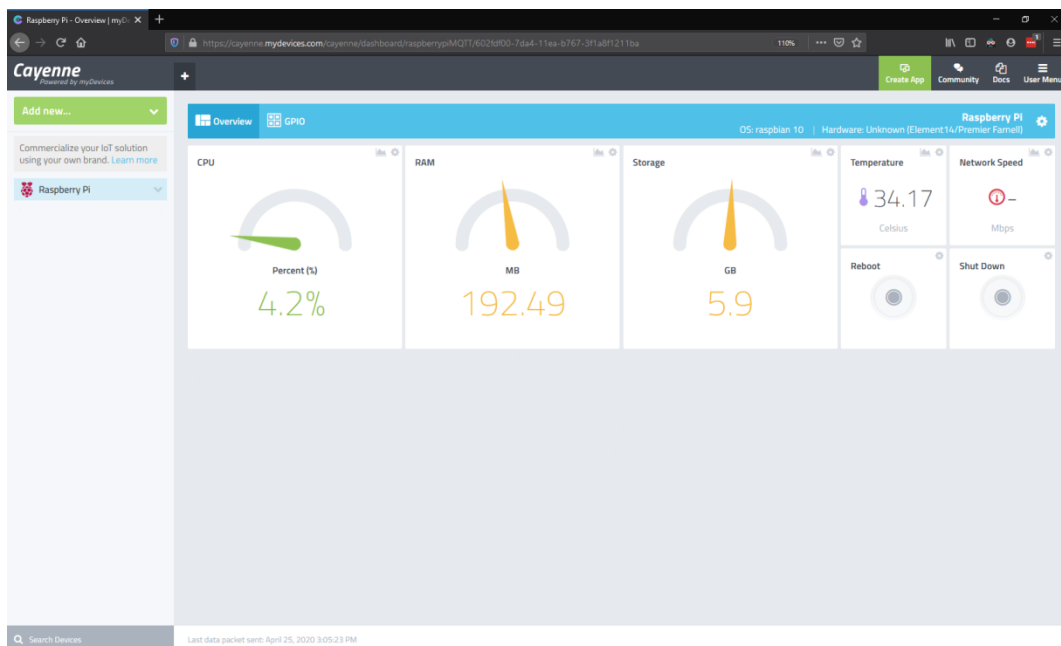 Raspberry Pi - Overview | myD
https://cayenne.mydevices.com/cayenne/dashboard/raspberrypiMQTT/602fdf00-7da4-11ea-b767-3f1a8f1211ba
110%
Cayenne
Powered by myDevices
Create App
Community
Docs
User Menu
Add new...
Commercialize your IoT solution
using your own brand. Learn more
Raspberry Pi
Overview
GPIO
Raspberry Pi
OS: raspbian 10 | Hardware: Unknown (Element14/Premier Farnell)
CPU
Percent (%)
4.2%
RAM
MB
192.49
Storage
GB
5.9
Temperature
34.17
Celsius
Network Speed
-
Mbps
Reboot
Shut Down
Search Devices
Last data packet sent: April 25, 2020 3:05:23 PM